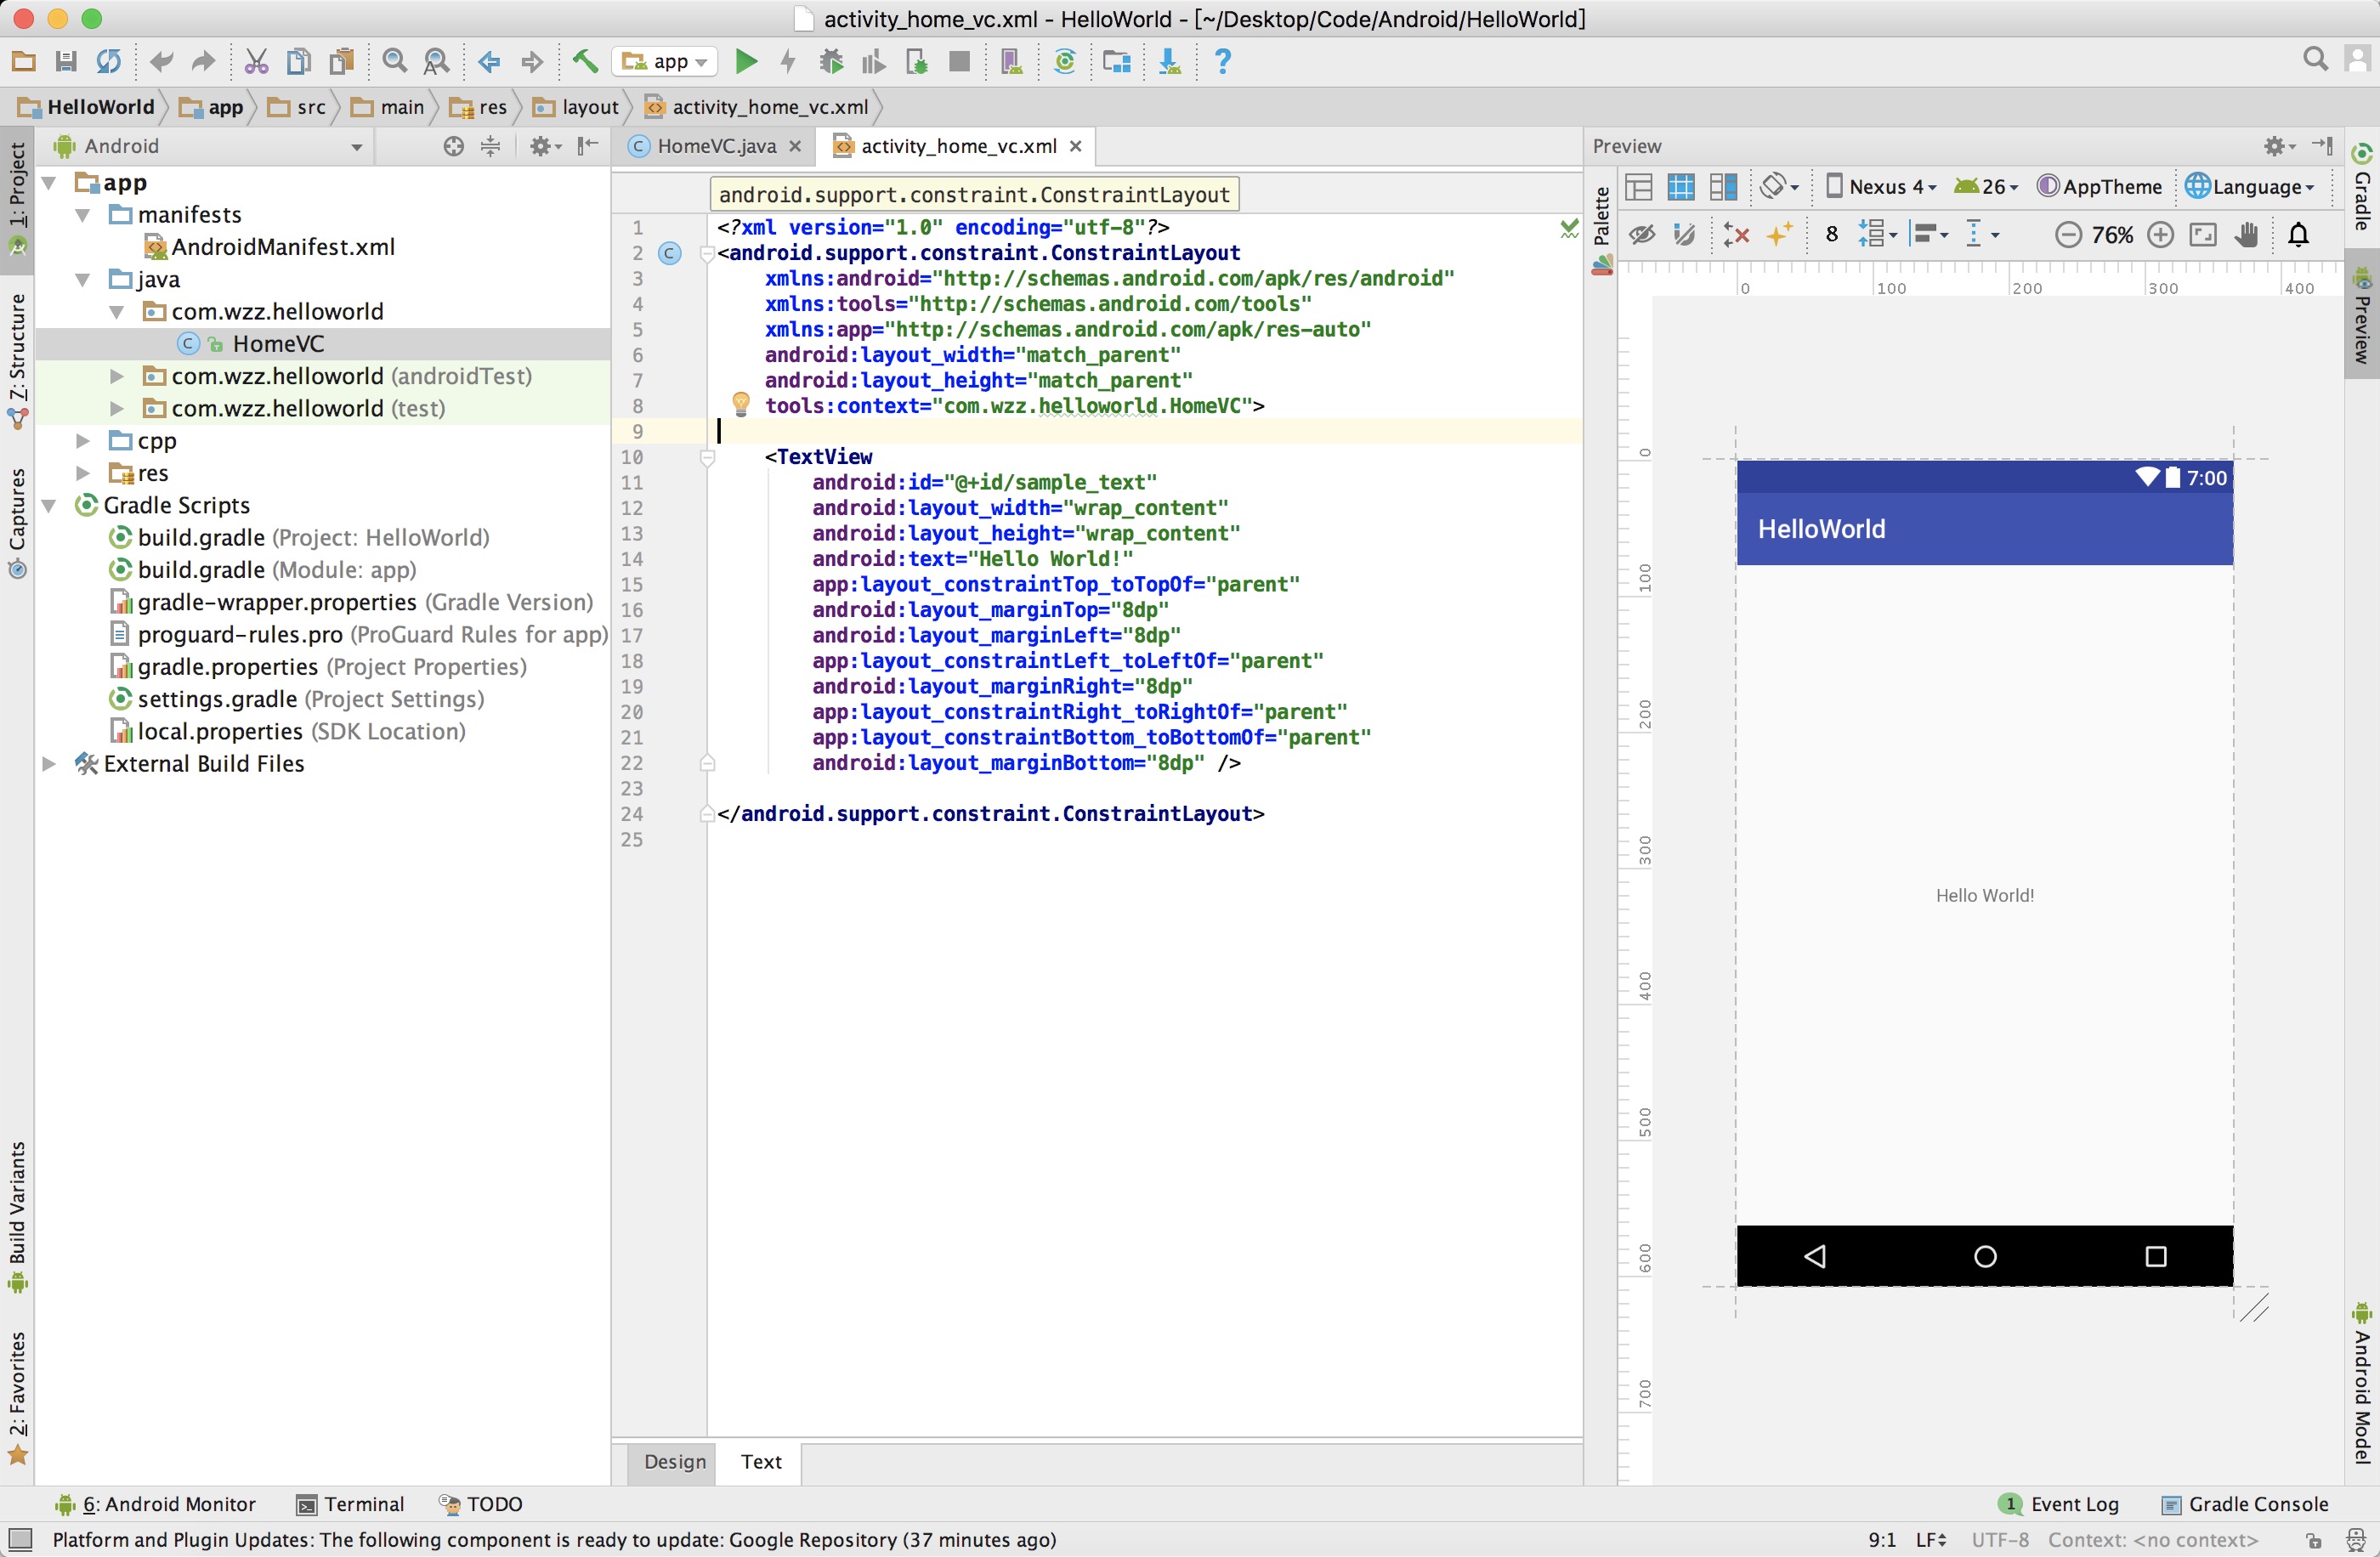 activity_home_vc.xml - HelloWorld - [~/Desktop/Code/Android/HelloWorld]
app
HelloWorld app src main res layout activity_home_vc.xml
1: Project
Z: Structure
Captures
Build Variants
2: Favorites
Android
app
manifests
AndroidManifest.xml
java
com.wzz.helloworld
HomeVC
com.wzz.helloworld (androidTest)
com.wzz.helloworld (test)
cpp
res
Gradle Scripts
build.gradle (Project: HelloWorld)
build.gradle (Module: app)
gradle-wrapper.properties (Gradle Version)
proguard-rules.pro (ProGuard Rules for app)
gradle.properties (Project Properties)
settings.gradle (Project Settings)
local.properties (SDK Location)
External Build Files
HomeVC.java activity_home_vc.xml
android.support.constraint.ConstraintLayout
1 <?xml version="1.0" encoding="utf-8"?>
2 <android.support.constraint.ConstraintLayout
3 xmlns:android="http://schemas.android.com/apk/res/android"
4 xmlns:tools="http://schemas.android.com/tools"
5 xmlns:app="http://schemas.android.com/apk/res-auto"
6 android:layout_width="match_parent"
7 android:layout_height="match_parent"
8 tools:context="com.wzz.helloworld.HomeVC">
9
10 <TextView
11 android:id="@+id/sample_text"
12 android:layout_width="wrap_content"
13 android:layout_height="wrap_content"
14 android:text="Hello World!"
15 app:layout_constraintTop_toTopOf="parent"
16 android:layout_marginTop="8dp"
17 android:layout_marginLeft="8dp"
18 app:layout_constraintLeft_toLeftOf="parent"
19 android:layout_marginRight="8dp"
20 app:layout_constraintRight_toRightOf="parent"
21 app:layout_constraintBottom_toBottomOf="parent"
22 android:layout_marginBottom="8dp" />
23
24 </android.support.constraint.ConstraintLayout>
25
Design Text
Preview
Palette
Nexus 4 26 AppTheme Language
8 76%
0 100 200 300 400
0
100
200
300
400
500
600
700
7:00
HelloWorld
Hello World!
Gradle
Preview
Android Model
6: Android Monitor Terminal TODO
1 Event Log Gradle Console
Platform and Plugin Updates: The following component is ready to update: Google Repository (37 minutes ago)
9:1 LF UTF-8 Context: <no context>